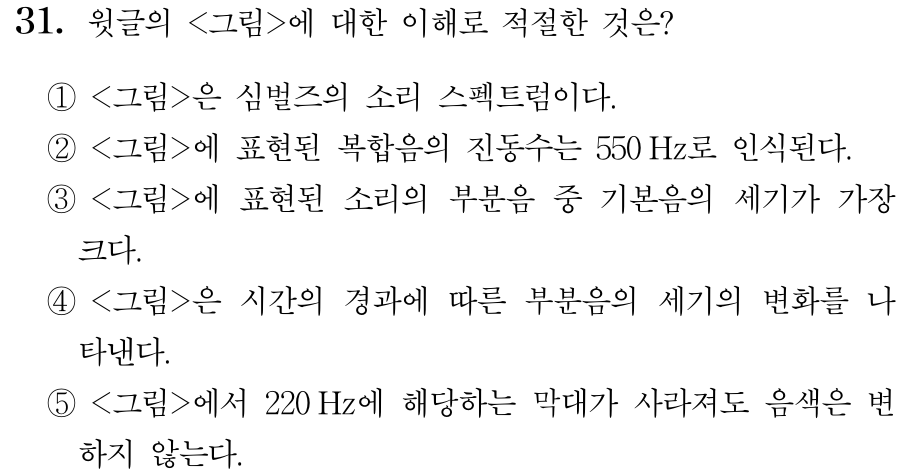 31. 윗글의 <그림>에 대한 이해로 적절한 것은?
① <그림>은 심벌즈의 소리 스펙트럼이다.
② <그림>에 표현된 복합음의 진동수는 550 Hz로 인식된다.
③ <그림>에 표현된 소리의 부분음 중 기본음의 세기가 가장
크다.
④ <그림>은 시간의 경과에 따른 부분음의 세기의 변화를 나
타낸다.
⑤ <그림>에서 220 Hz에 해당하는 막대가 사라져도 음색은 변
하지 않는다.